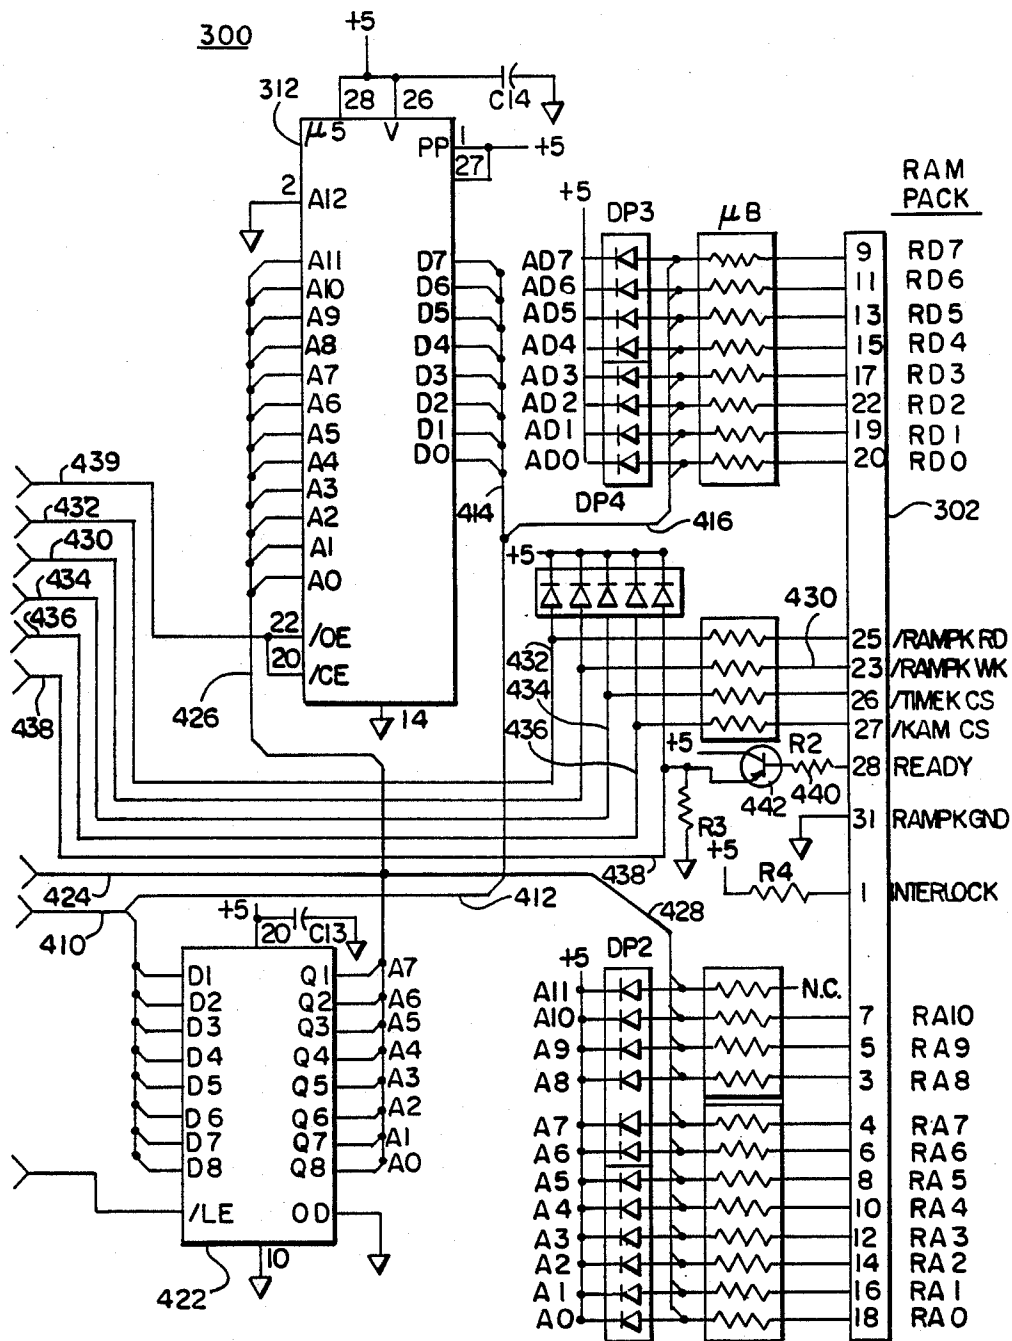 300
+5
312
28 26
C14
μ5
V
PP 1
27
+5
2
A12
RAM
PACK
+5
DP3
μB
A11 D7 AD7 9 RD7
A10 D6 AD6 11 RD6
A9 D5 AD5 13 RD5
A8 D4 AD4 15 RD4
A7 D3 AD3 17 RD3
A6 D2 AD2 22 RD2
A5 D1 AD1 19 RD1
A4 D0 AD0 20 RD0
A3
A2
A1
A0
DP4
414
416
302
439
432
430
434
436
438
+5
22
/OE
20
/CE
14
426
430
432
434
436
25 /RAMPK RD
23 /RAMPK WK
26 /TIMEK CS
27 /KAM CS
+5
R2
28 READY
442
440
R3
31 RAMPK GND
+5
R4
438
1 INTERLOCK
424
410
412
428
+5
20
C13
D1 Q1 A7
D2 Q2 A6
D3 Q3 A5
D4 Q4 A4
D5 Q5 A3
D6 Q6 A2
D7 Q7 A1
D8 Q8 A0
/LE OD
10
422
+5
DP2
A11 N.C.
A10 7 RA10
A9 5 RA9
A8 3 RA8
A7 4 RA7
A6 6 RA6
A5 8 RA5
A4 10 RA4
A3 12 RA3
A2 14 RA2
A1 16 RA1
A0 18 RA0